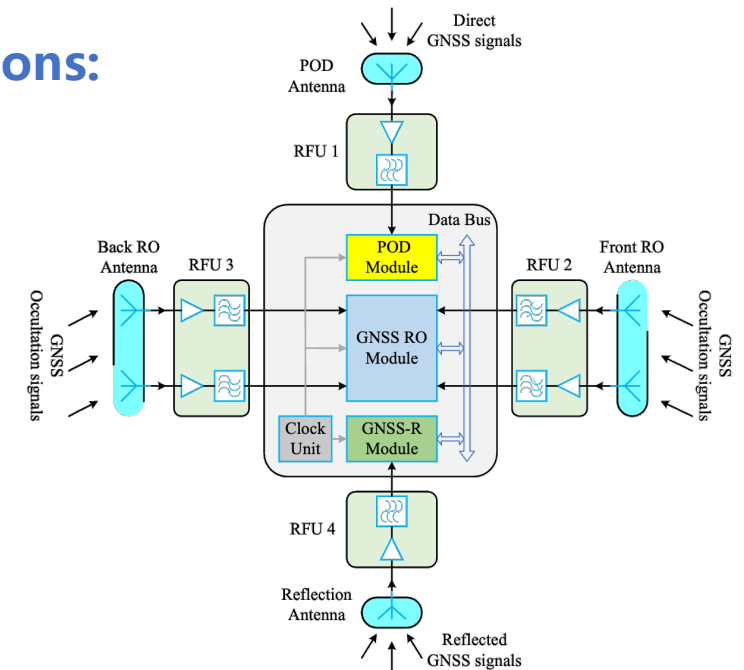 ons:
Direct
GNSS signals
POD
Antenna
RFU 1
Data Bus
POD
Module
Back RO
Antenna
RFU 3
RFU 2
Front RO
Antenna
GNSS
Occultation signals
GNSS RO
Module
GNSS
Occultation signals
Clock
Unit
GNSS-R
Module
RFU 4
Reflection
Antenna
Reflected
GNSS signals